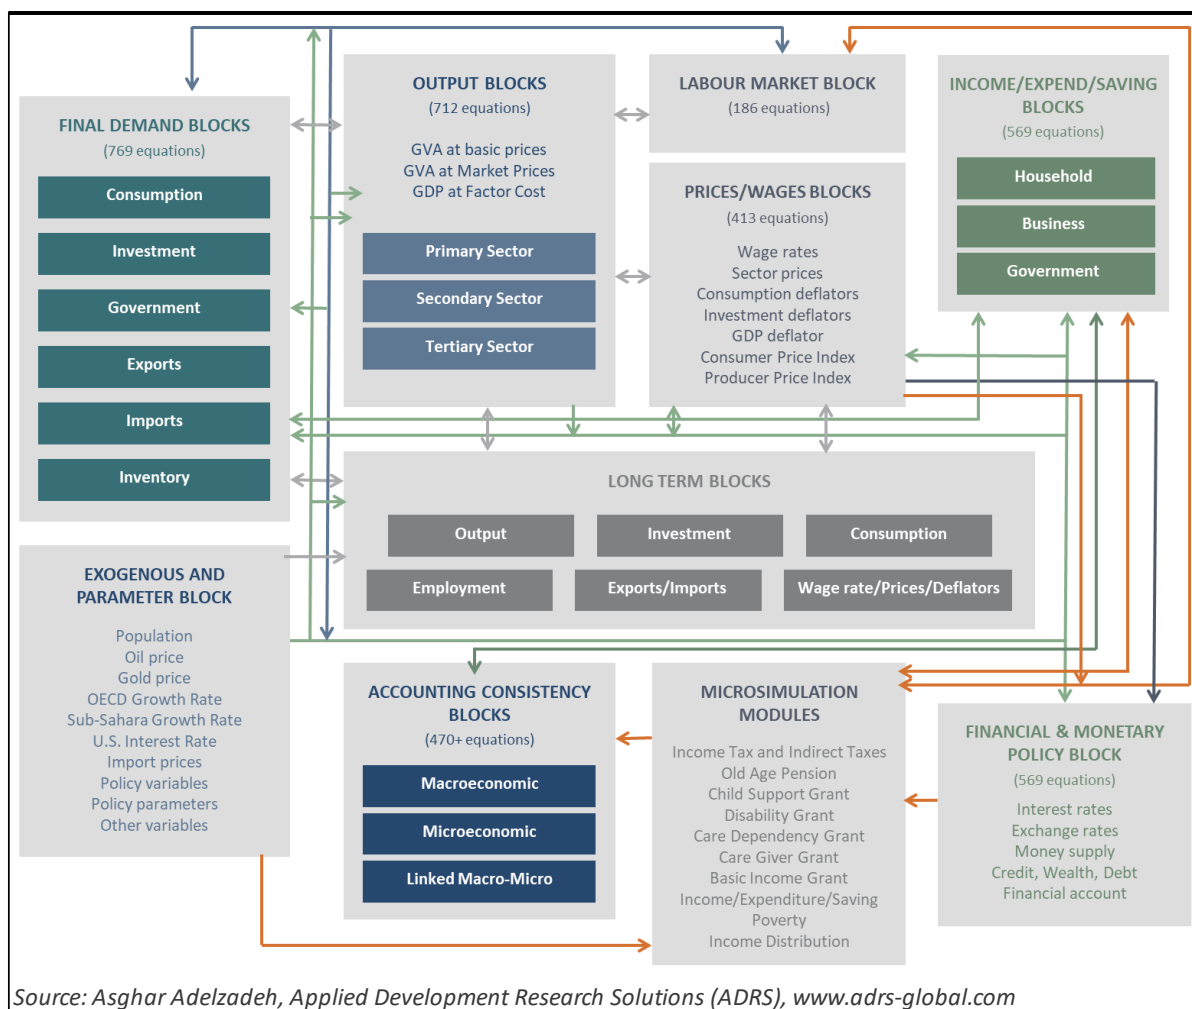 FINAL DEMAND BLOCKS
(769 equations)
Consumption
Investment
Government
Exports
Imports
Inventory
OUTPUT BLOCKS
(712 equations)
GVA at basic prices
GVA at Market Prices
GDP at Factor Cost
Primary Sector
Secondary Sector
Tertiary Sector
LABOUR MARKET BLOCK
(186 equations)
PRICES/WAGES BLOCKS
(413 equations)
Wage rates
Sector prices
Consumption deflators
Investment deflators
GDP deflator
Consumer Price Index
Producer Price Index
INCOME/EXPEND/SAVING
BLOCKS
(569 equations)
Household
Business
Government
LONG TERM BLOCKS
Output
Investment
Consumption
Employment
Exports/Imports
Wage rate/Prices/Deflators
EXOGENOUS AND
PARAMETER BLOCK
Population
Oil price
Gold price
OECD Growth Rate
Sub-Sahara Growth Rate
U.S. Interest Rate
Import prices
Policy variables
Policy parameters
Other variables
ACCOUNTING CONSISTENCY
BLOCKS
(470+ equations)
Macroeconomic
Microeconomic
Linked Macro-Micro
MICROSIMULATION
MODULES
Income Tax and Indirect Taxes
Old Age Pension
Child Support Grant
Disability Grant
Care Dependency Grant
Care Giver Grant
Basic Income Grant
Income/Expenditure/Saving
Poverty
Income Distribution
FINANCIAL & MONETARY
POLICY BLOCK
(569 equations)
Interest rates
Exchange rates
Money supply
Credit, Wealth, Debt
Financial account
Source: Asghar Adelzadeh, Applied Development Research Solutions (ADRS), www.adrs-global.com